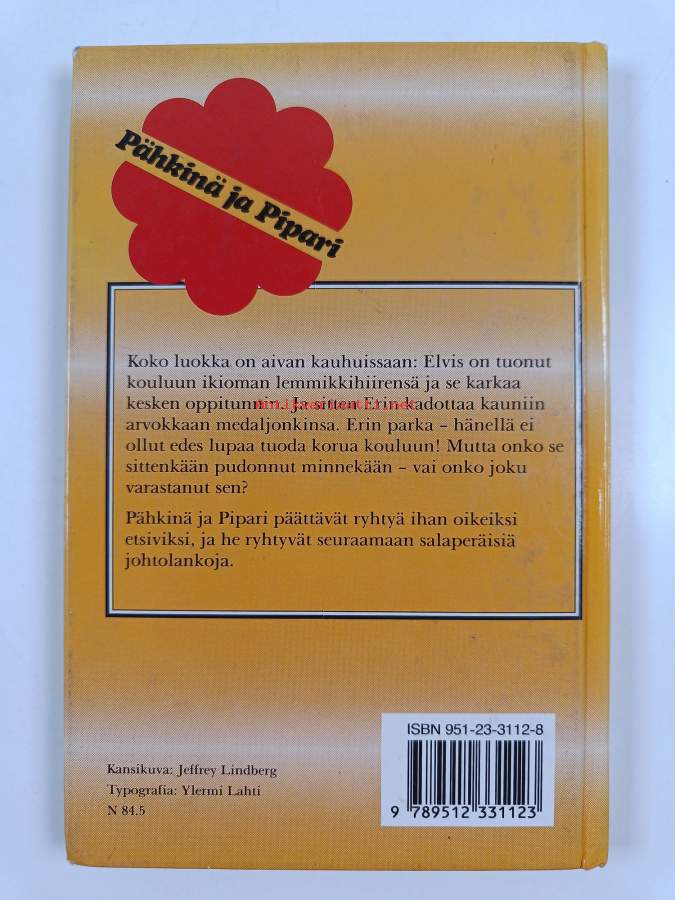 Pähkinä ja Pipari
Koko luokka on aivan kauhuissaan: Elvis on tuonut
kouluun ikioman lemmikkihiirensä ja se karkaa
kesken oppitunnin. Ja sitten Erin kadottaa kauniin
arvokkaan medaljonkinsa. Erin parka – hänellä ei
ollut edes lupaa tuoda korua kouluun! Mutta onko se
sittenkään pudonnut minnekään – vai onko joku
varastanut sen?
Pähkinä ja Pipari päättävät ryhtyä ihan oikeiksi
etsiviksi, ja he ryhtyvät seuraamaan salaperäisiä
johtolankoja.
ISBN 951-23-3112-8
9 789512 331123
Kansikuva: Jeffrey Lindberg
Typografia: Ylermi Lahti
N 84.5